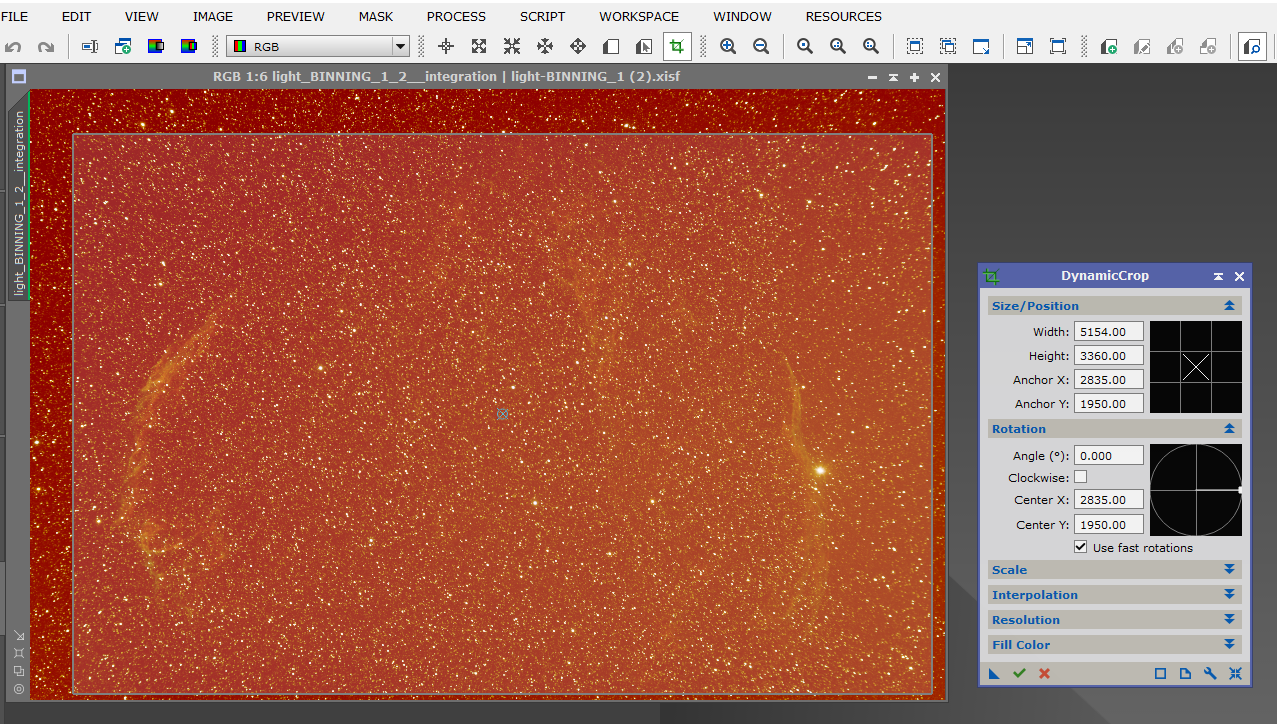 FILE EDIT VIEW IMAGE PREVIEW MASK PROCESS SCRIPT WORKSPACE WINDOW RESOURCES
RGB
RGB 1:6 light_BINNING_1_2__integration | light-BINNING_1 (2).xisf
light_BINNING_1_2__integration
DynamicCrop
Size/Position
Width: 5154.00
Height: 3360.00
Anchor X: 2835.00
Anchor Y: 1950.00
Rotation
Angle (°): 0.000
Clockwise:
Center X: 2835.00
Center Y: 1950.00
Use fast rotations
Scale
Interpolation
Resolution
Fill Color